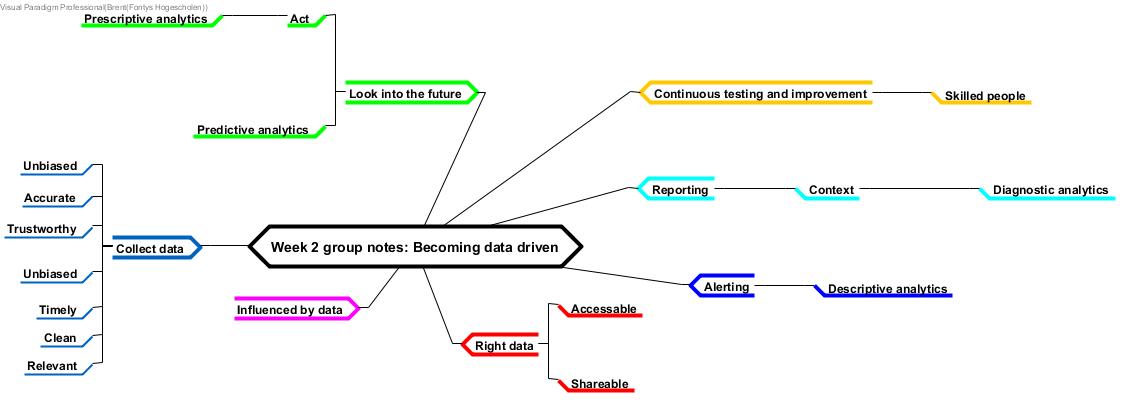 Visual Paradigm Professional(Brent(Fontys Hogescholen))
Prescriptive analytics
Act
Look into the future
Predictive analytics
Continuous testing and improvement
Skilled people
Unbiased
Accurate
Trustworthy
Collect data
Unbiased
Timely
Clean
Relevant
Reporting
Context
Diagnostic analytics
Week 2 group notes: Becoming data driven
Alerting
Descriptive analytics
Influenced by data
Right data
Accessable
Shareable